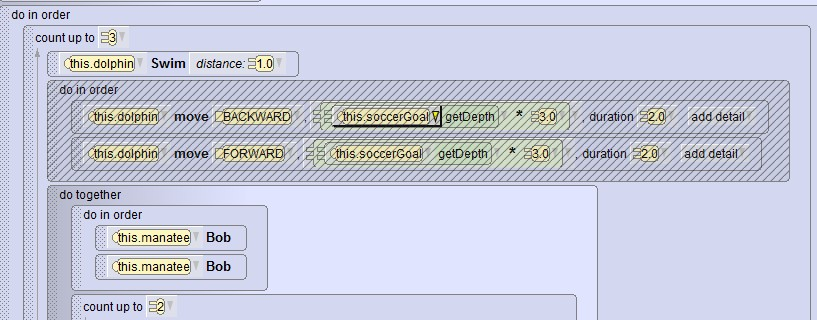 do in order
count up to 3
this.dolphin Swim distance: 1.0
do in order
this.dolphin move BACKWARD , this.soccerGoal getDepth * 3.0 , duration 2.0 add detail
this.dolphin move FORWARD , this.soccerGoal getDepth * 3.0 , duration 2.0 add detail
do together
do in order
this.manatee Bob
this.manatee Bob
count up to 2